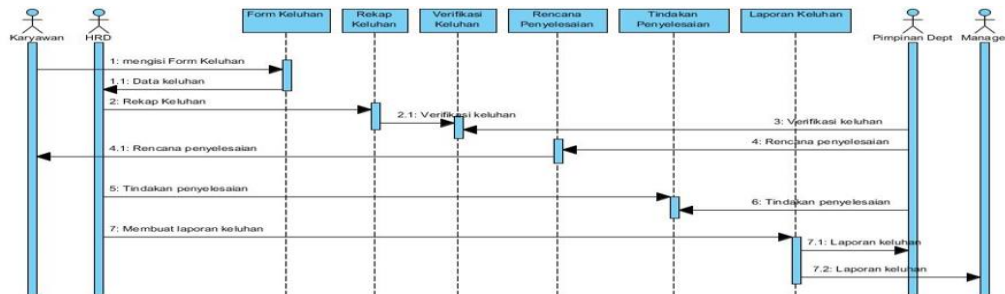 Karyawan
HRD
Form Keluhan
Rekap
Keluhan
Verifikasi
Keluhan
Rencana
Penyelesaian
Tindakan
Penyelesaian
Laporan Keluhan
Pimpinan Dept
Manage
1: mengisi Form Keluhan
1.1: Data keluhan
2: Rekap Keluhan
2.1: Verifikasi keluhan
3: Verifikasi keluhan
4: Rencana penyelesaian
4.1: Rencana penyelesaian
5: Tindakan penyelesaian
6: Tindakan penyelesaian
7: Membuat laporan keluhan
7.1: Laporan keluhan
7.2: Laporan keluhan